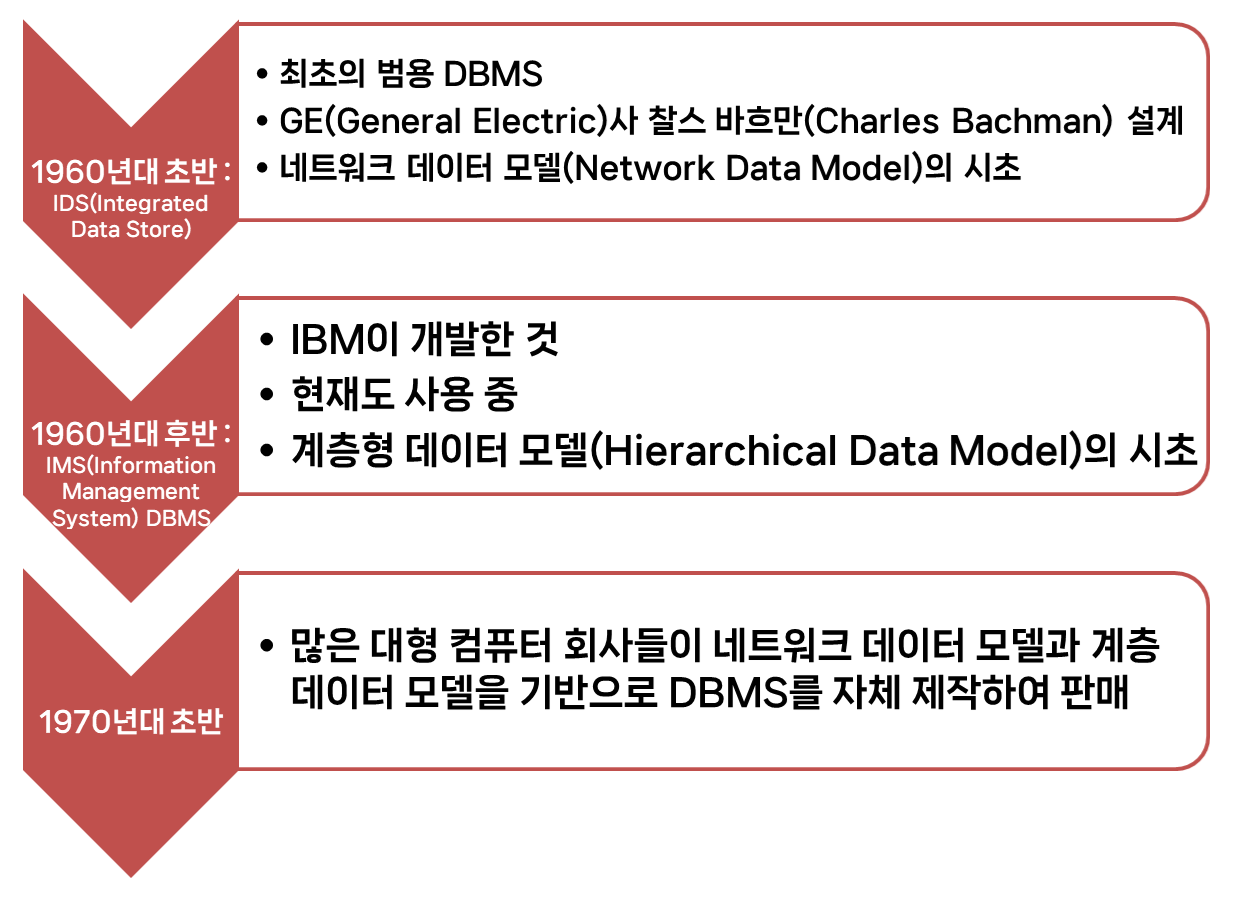 1960년대 초반 :
IDS(Integrated
Data Store)
• 최초의 범용 DBMS
• GE(General Electric)사 찰스 바흐만(Charles Bachman) 설계
• 네트워크 데이터 모델(Network Data Model)의 시초
1960년대 후반 :
IMS(Information
Management
System) DBMS
• IBM이 개발한 것
• 현재도 사용 중
• 계층형 데이터 모델(Hierarchical Data Model)의 시초
1970년대 초반
• 많은 대형 컴퓨터 회사들이 네트워크 데이터 모델과 계층
데이터 모델을 기반으로 DBMS를 자체 제작하여 판매